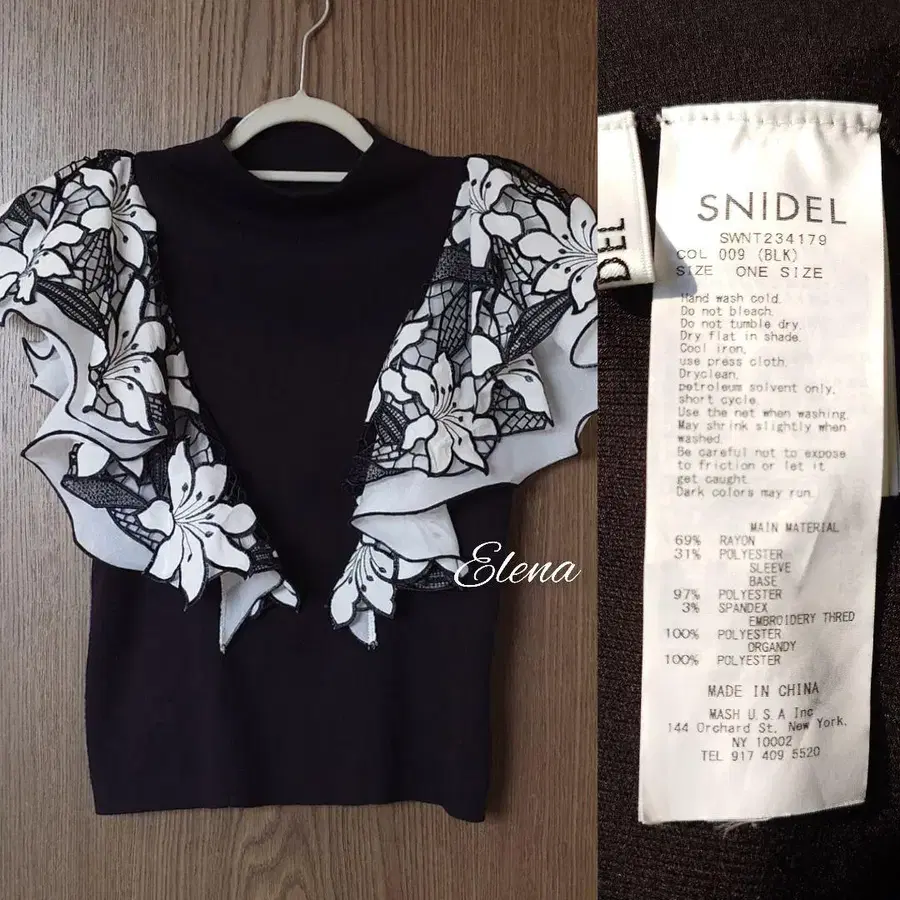 Elena
DEL
SNIDEL
SWNT234179
COL 009 (BLK)
SIZE ONE SIZE
Hand wash cold.
Do not bleach.
Do not tumble dry.
Dry flat in shade.
Cool iron,
use press cloth.
Dryclean,
petroleum solvent only,
short cycle.
Use the net when washing.
May shrink slightly when
washed.
Be careful not to expose
to friction or let it
get caught.
Dark colors may run.
MAIN MATERIAL
69% RAYON
31% POLYESTER
SLEEVE
BASE
97% POLYESTER
3% SPANDEX
EMBROIDERY THRED
100% POLYESTER
ORGANDY
100% POLYESTER
MADE IN CHINA
MASH U.S.A Inc
144 Orchard St. New York,
NY 10002
TEL 917 409 5520